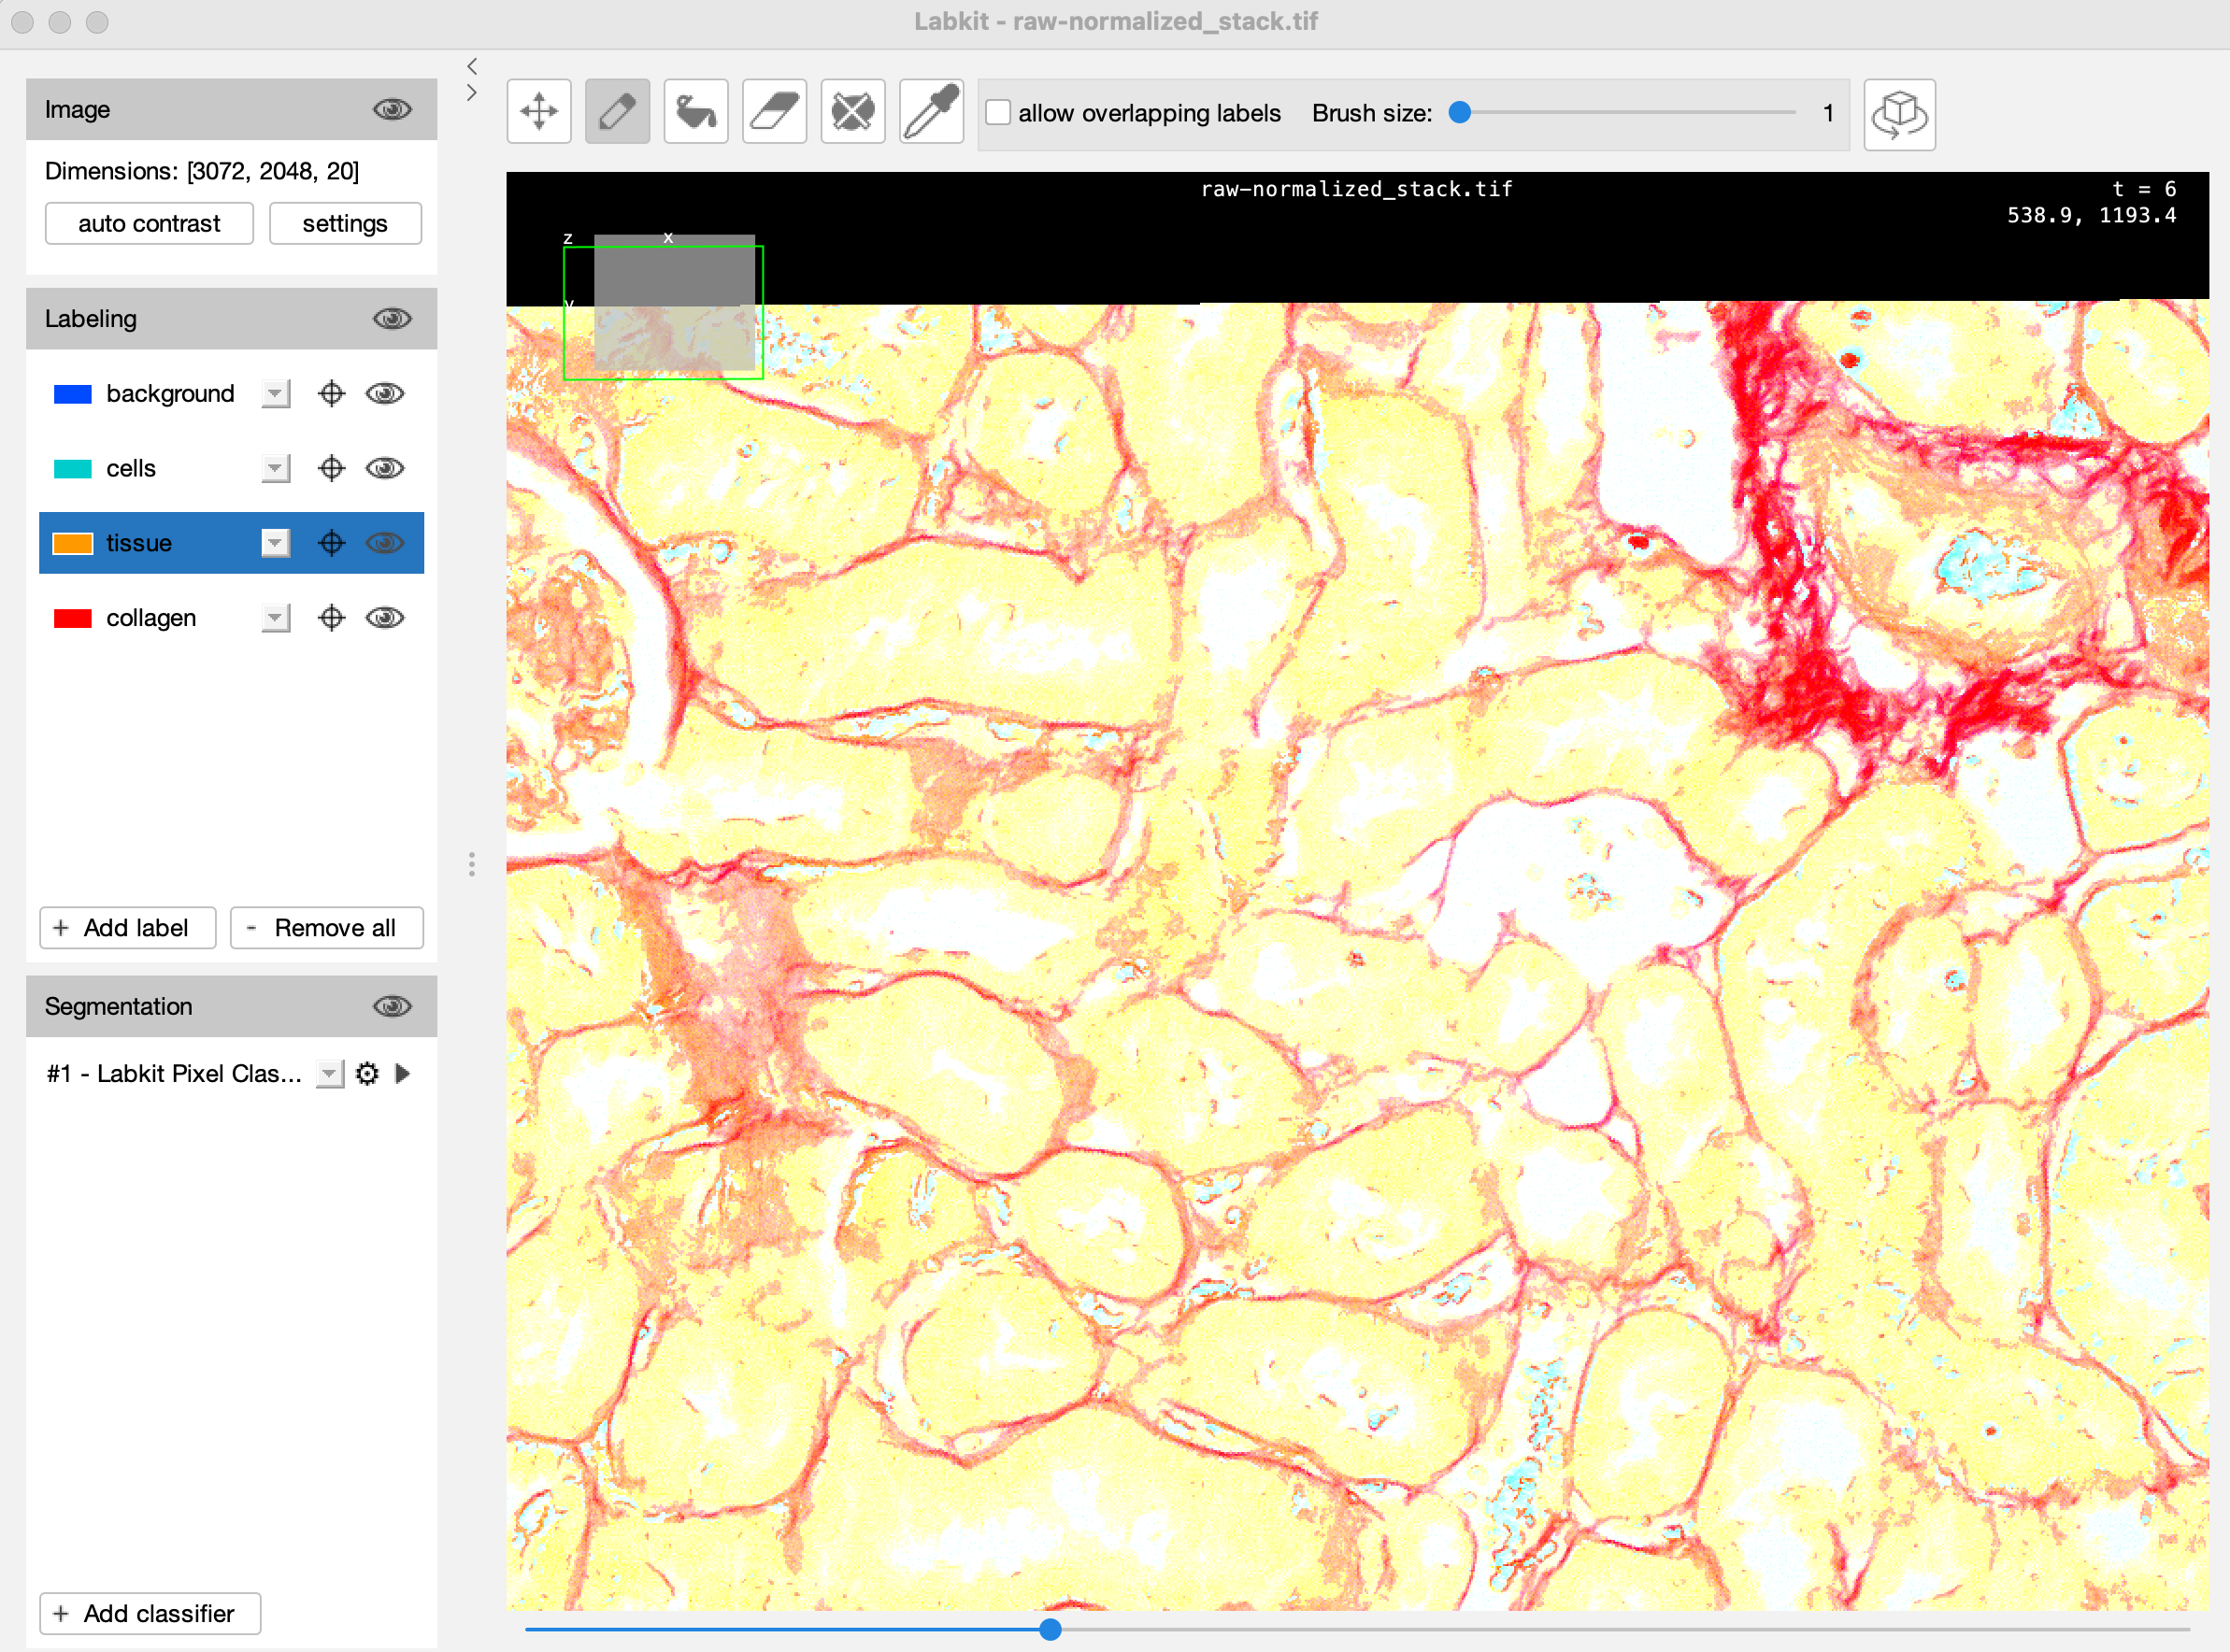 Labkit - raw-normalized_stack.tif
Image
Dimensions: [3072, 2048, 20]
auto contrast
settings
Labeling
background
cells
tissue
collagen
+ Add label
- Remove all
Segmentation
#1 - Labkit Pixel Clas...
+ Add classifier
allow overlapping labels
Brush size:
1
raw-normalized_stack.tif
t = 6
538.9, 1193.4
z
x
y